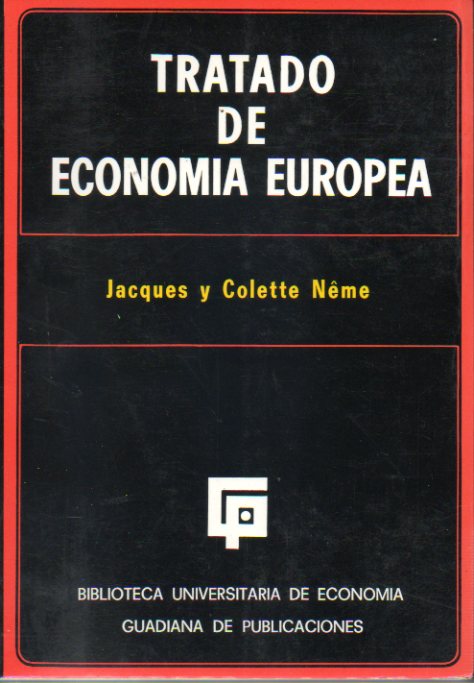 TRATADO
DE
ECONOMIA EUROPEA
Jacques y Colette Nême
BIBLIOTECA UNIVERSITARIA DE ECONOMIA
GUADIANA DE PUBLICACIONES